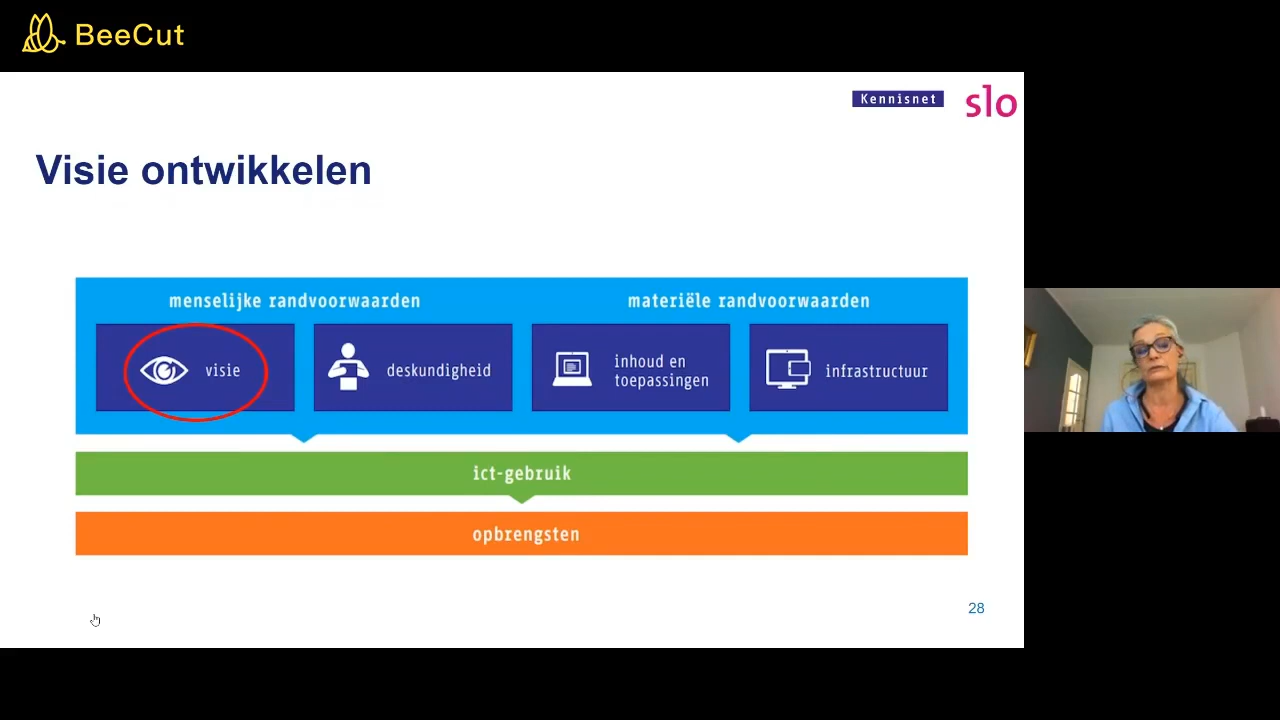 BeeCut
Kennisnet
slo
Visie ontwikkelen
menselijke randvoorwaarden
materiële randvoorwaarden
visie
deskundigheid
inhoud en
toepassingen
infrastructuur
ict-gebruik
opbrengsten
28